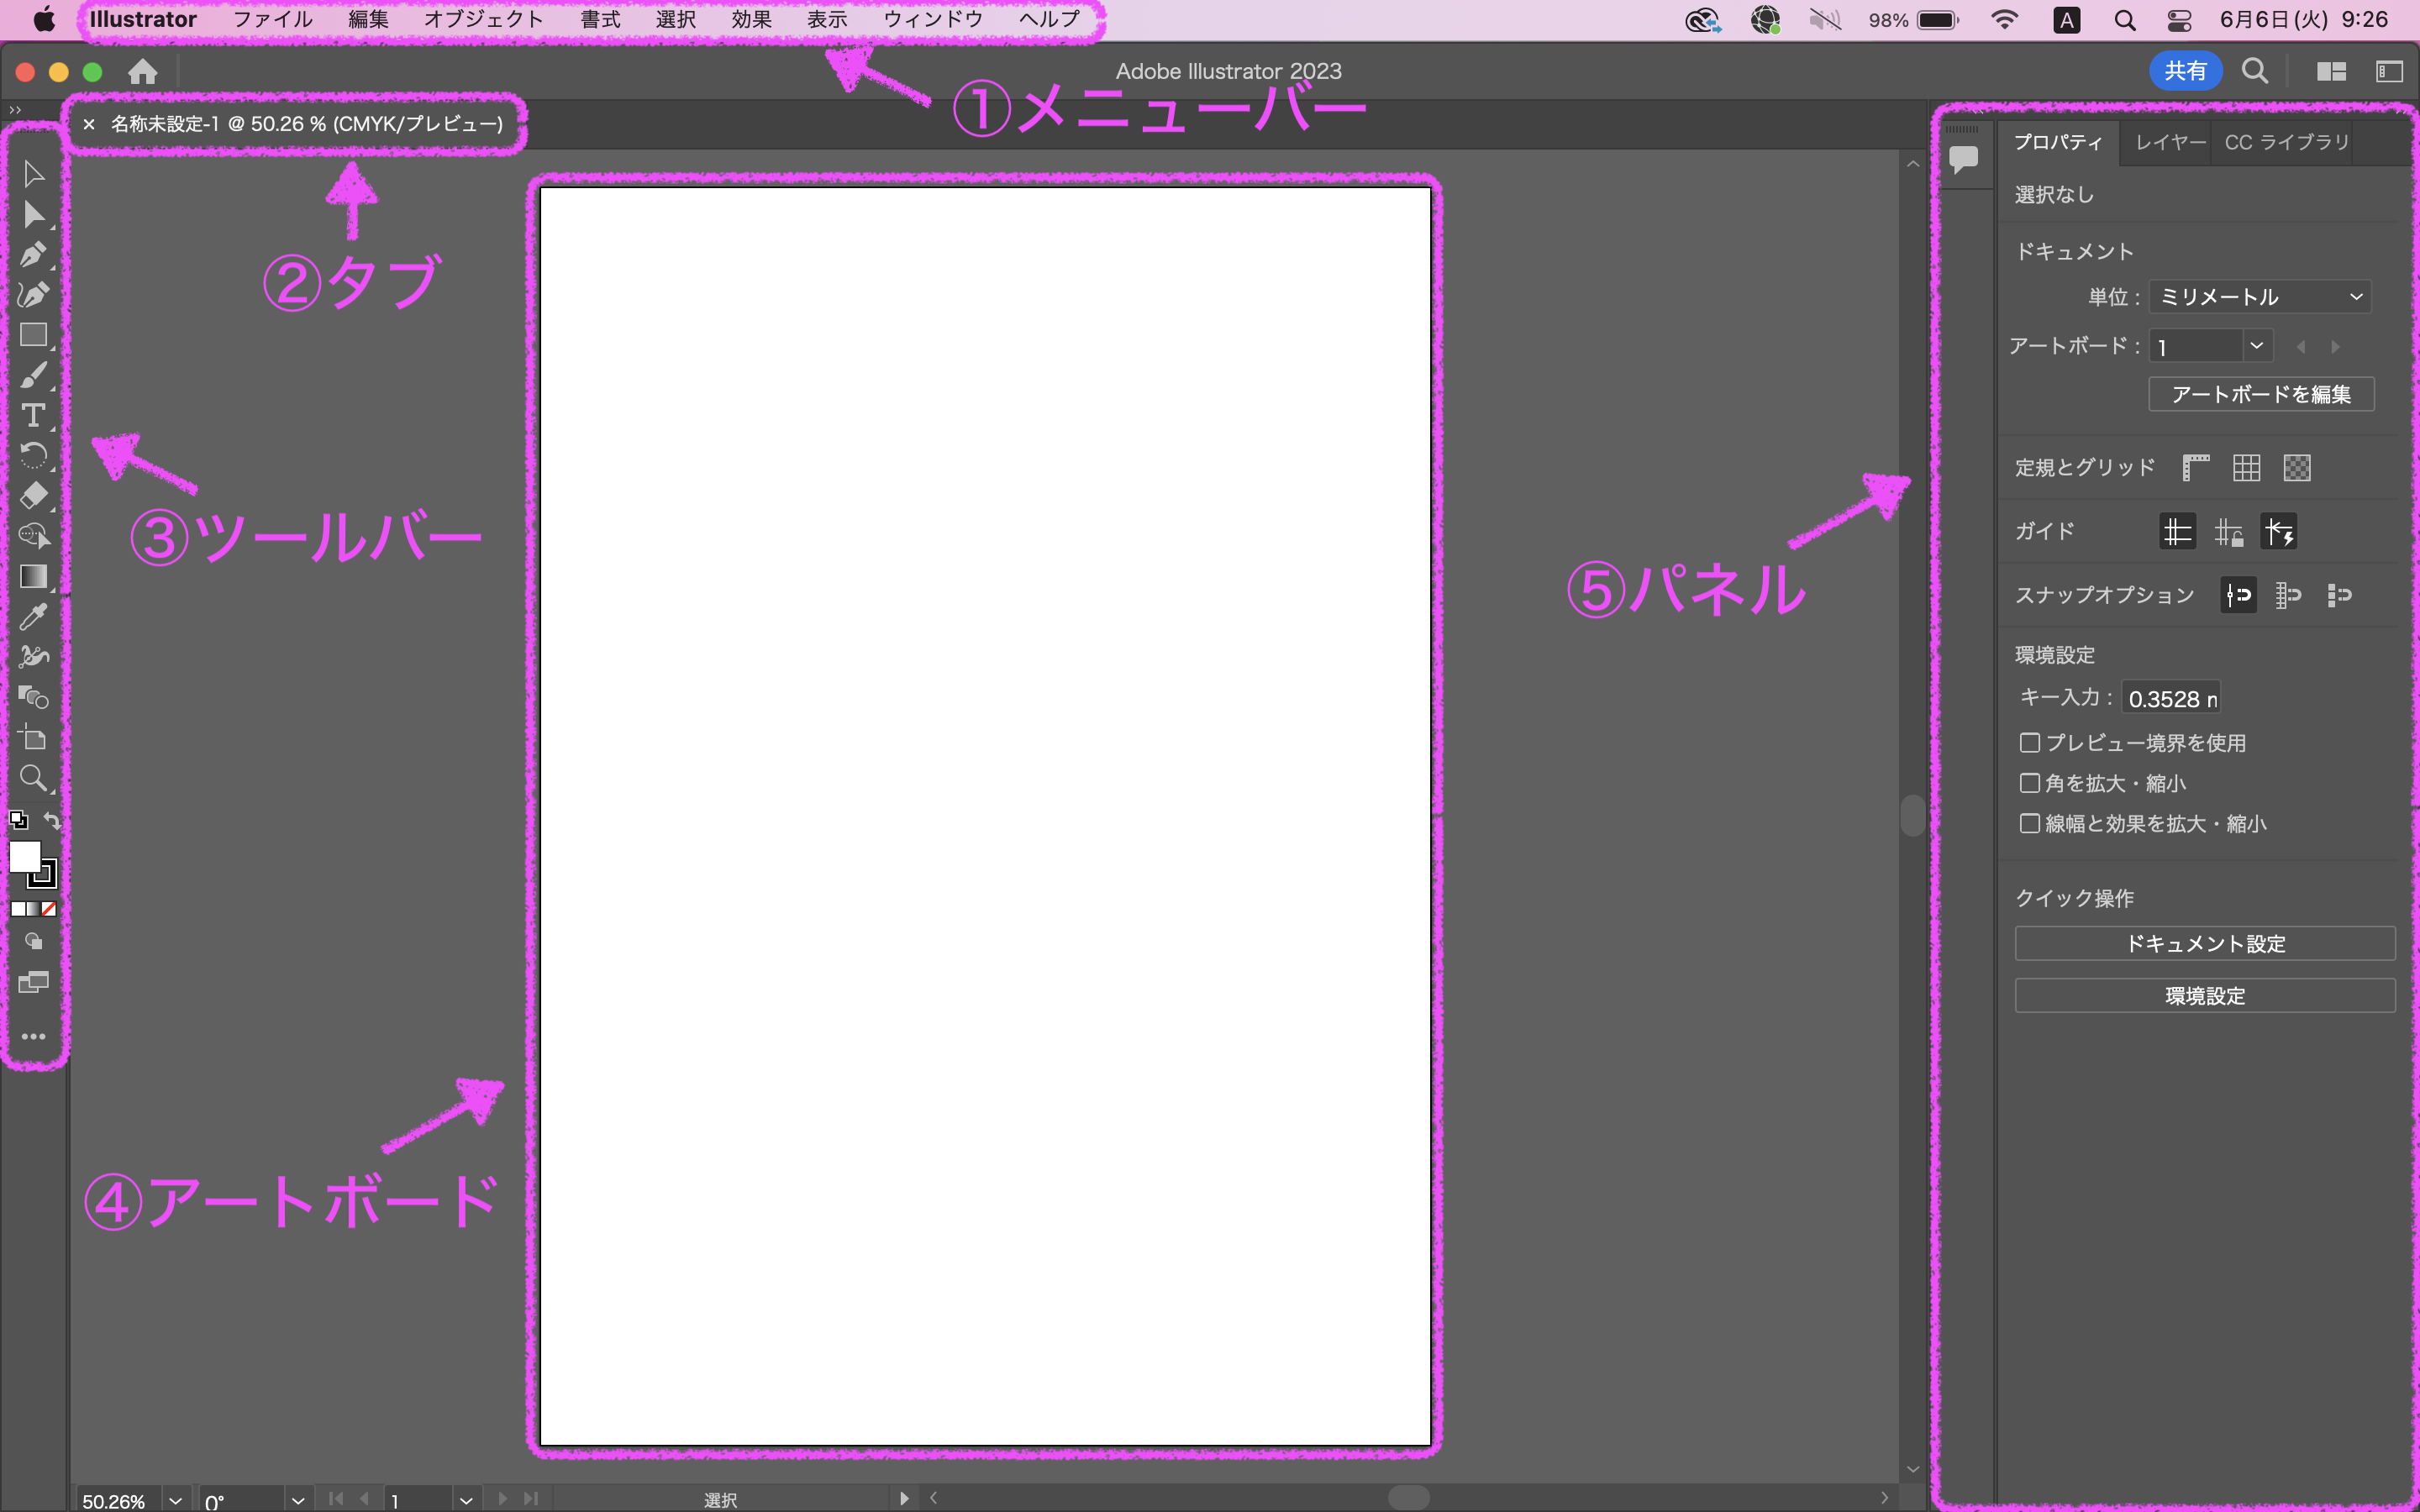 Illustrator ファイル 編集 オブジェクト 書式 選択 効果 表示 ウィンドウ ヘルプ 98% A 6月6日(火) 9:26
Adobe Illustrator 2023 共有
①メニューバー
× 名称未設定-1 @ 50.26 % (CMYK/プレビュー)
②タブ
③ツールバー
④アートボード
⑤パネル
プロパティ レイヤー CC ライブラリ
選択なし
ドキュメント
単位: ミリメートル
アートボード: 1
アートボードを編集
定規とグリッド
ガイド
スナップオプション
環境設定
キー入力: 0.3528 r
プレビュー境界を使用
角を拡大・縮小
線幅と効果を拡大・縮小
クイック操作
ドキュメント設定
環境設定
50.26% 0° 1 選択